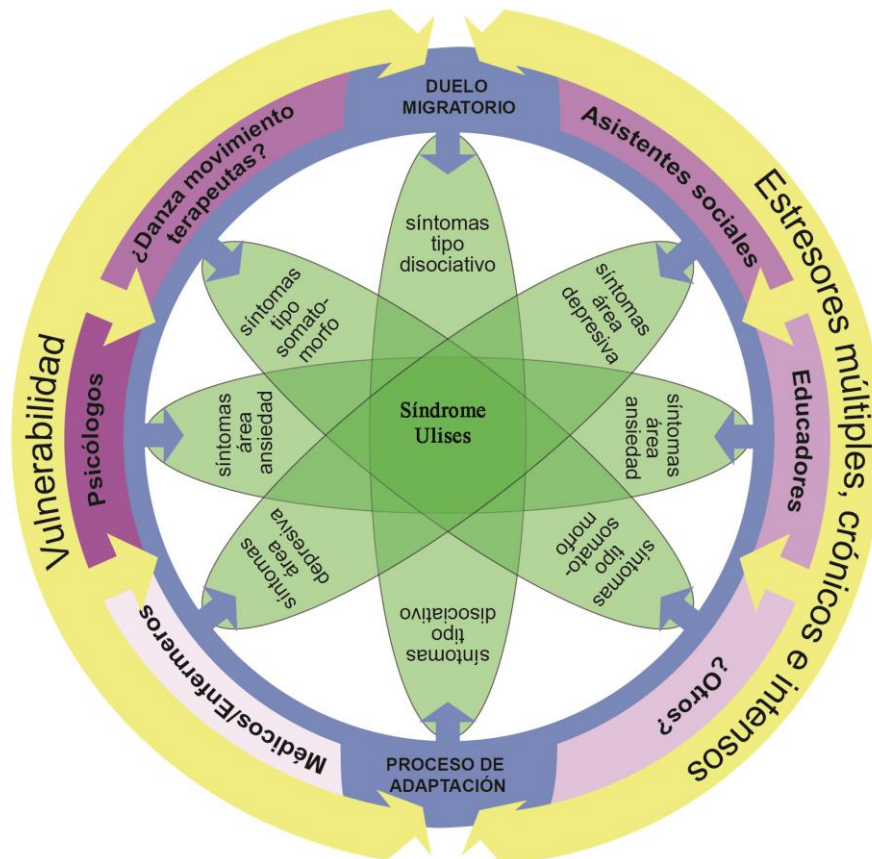 DUELO
MIGRATORIO
Asistentes sociales
Estresores múltiples, crónicos e intensos
Educadores
?Otros?
PROCESO DE
ADAPTACIÓN
Médicos/Enfermeros
Psicólogos
Vulnerabilidad
¿Danza movimiento
terapeutas?
síntomas
tipo
disociativo
síntomas
área
depresiva
síntomas
área
ansiedad
síntomas
tipo
somato-
morfo
síntomas
tipo
disociativo
síntomas
área
depresiva
síntomas
área
ansiedad
síntomas
tipo
somato-
morfo
Síndrome
Ulises